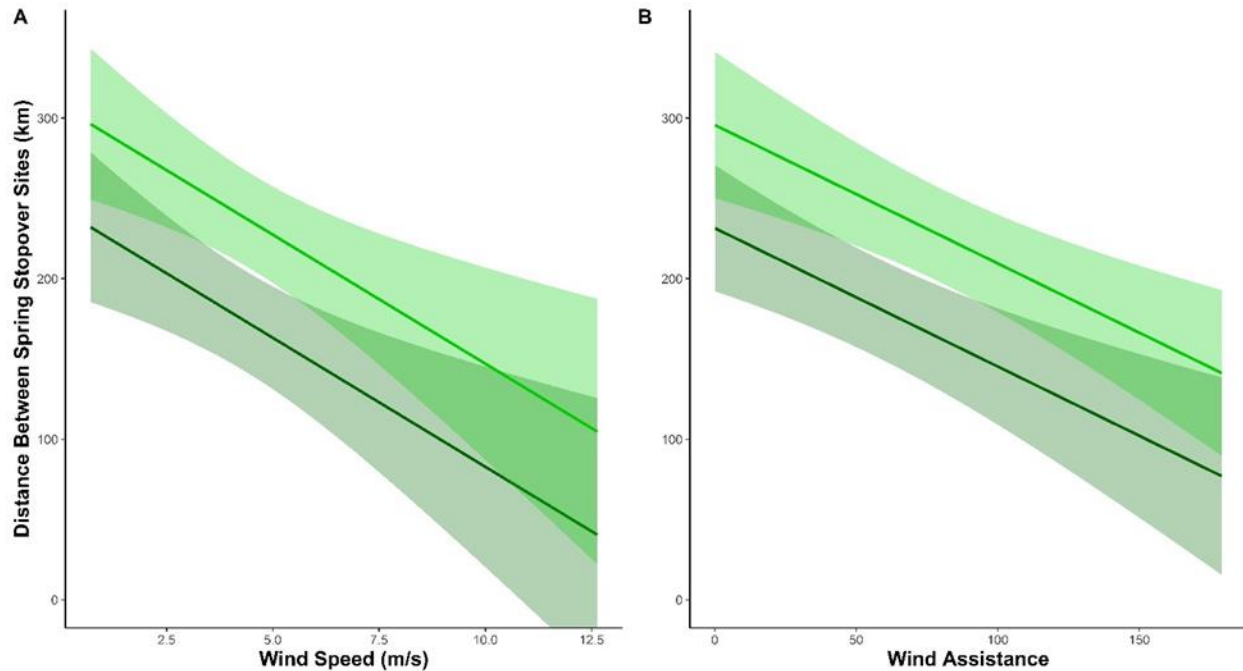 A
B
Distance Between Spring Stopover Sites (km)
300
200
100
0
2.5 5.0 7.5 10.0 12.5
Wind Speed (m/s)
300
200
100
0
0 50 100 150
Wind Assistance